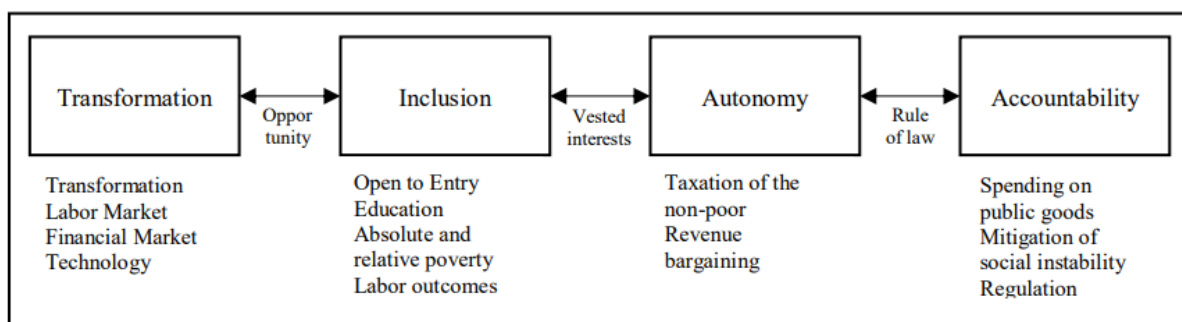 Transformation
Oppor
tunity
Inclusion
Vested
interests
Autonomy
Rule
of law
Accountability
Transformation
Labor Market
Financial Market
Technology
Open to Entry
Education
Absolute and
relative poverty
Labor outcomes
Taxation of the
non-poor
Revenue
bargaining
Spending on
public goods
Mitigation of
social instability
Regulation